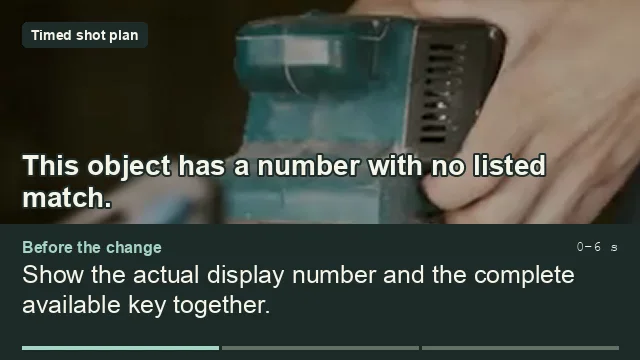 Timed shot plan
This object has a number with no listed
match.
Before the change
0–6 s
Show the actual display number and the complete
available key together.